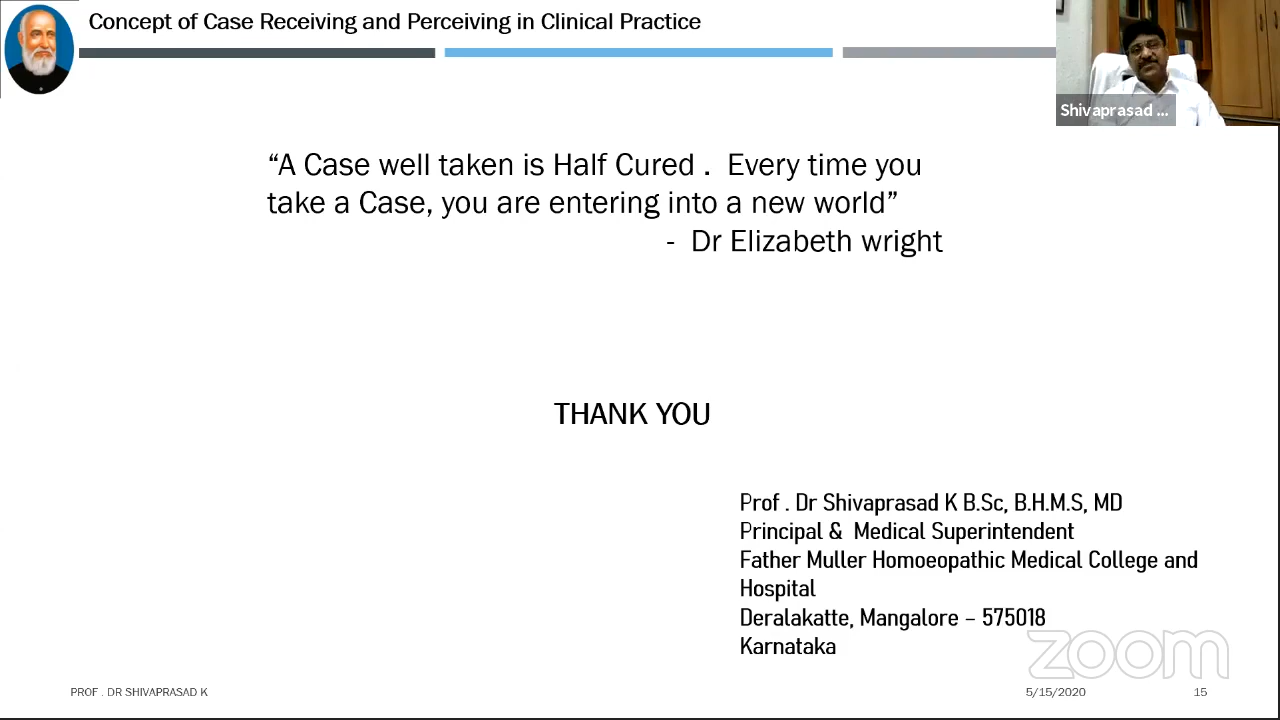 Concept of Case Receiving and Perceiving in Clinical Practice
Shivaprasad ...
“A Case well taken is Half Cured .  Every time you
take a Case, you are entering into a new world”
-  Dr Elizabeth wright
THANK YOU
Prof . Dr Shivaprasad K B.Sc, B.H.M.S, MD
Principal &  Medical Superintendent
Father Muller Homoeopathic Medical College and
Hospital
Deralakatte, Mangalore – 575018
Karnataka
zoom
PROF . DR SHIVAPRASAD K
5/15/2020
15